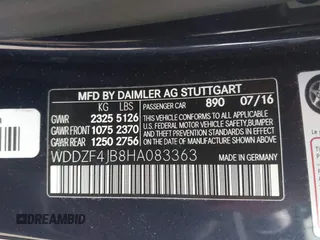 MFD BY DAIMLER AG STUTTGART
KG LBS PASSENGER CAR 890 07/16
GVWR 2325 5126
GAWR FRONT 1075 2370
GAWR REAR 1250 2756
THIS VEHICLE CONFORMS TO ALL APPLICABLE
U.S. FEDERAL MOTOR VEHICLE SAFETY
BUMPER AND THEFT PREVENTION
STANDARDS IN EFFECT ON THE
DATE OF MANUFACTURE SHOWN ABOVE.
WDDZF4JB8HA083363
MADE IN GERMANY
DREAMBID